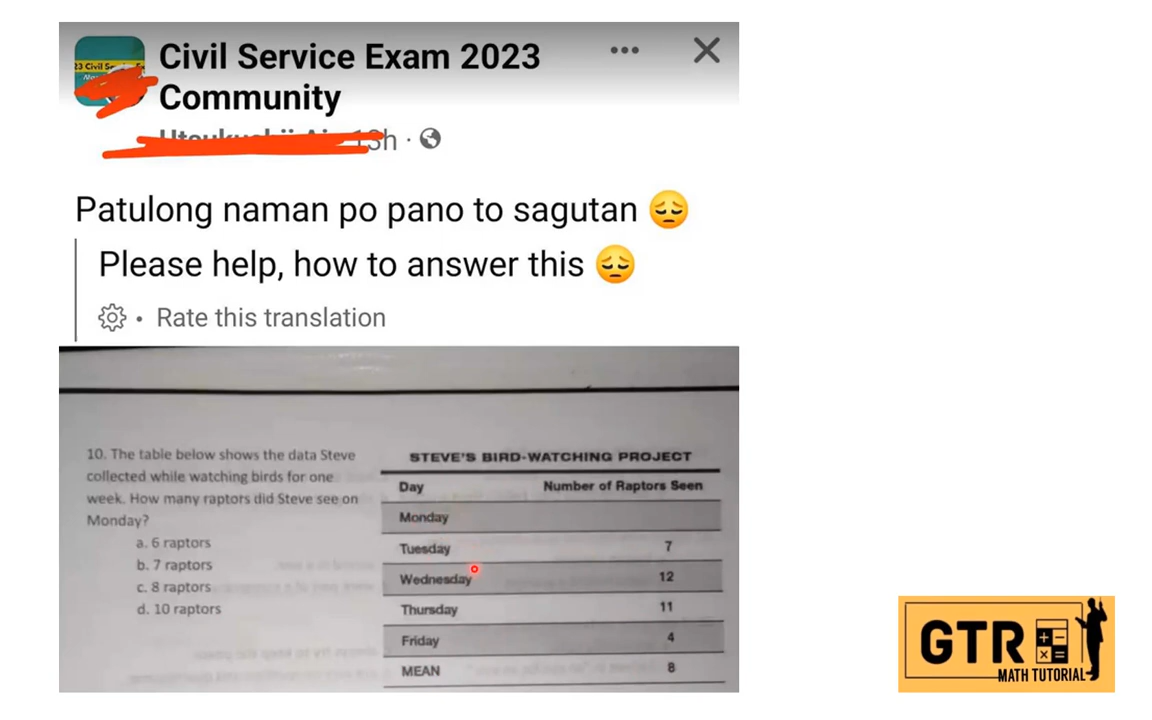 Civil Service Exam 2023
Community
13h ·
Patulong naman po pano to sagutan 😔
Please help, how to answer this 😔
· Rate this translation
10. The table below shows the data Steve
collected while watching birds for one
week. How many raptors did Steve see on
Monday?
a. 6 raptors
b. 7 raptors
c. 8 raptors
d. 10 raptors
STEVE'S BIRD-WATCHING PROJECT
Day Number of Raptors Seen
Monday
Tuesday 7
Wednesday 12
Thursday 11
Friday 4
MEAN 8
GTR
MATH TUTORIAL